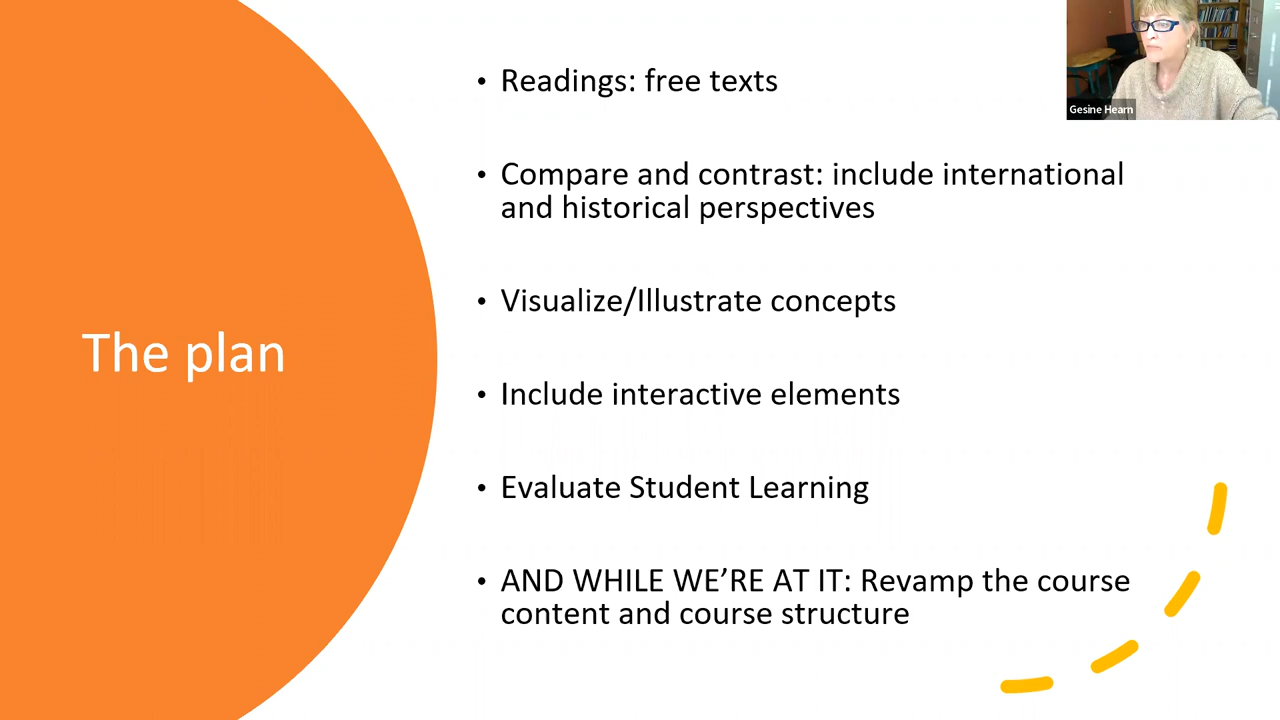 The plan
• Readings: free texts
• Compare and contrast: include international
and historical perspectives
• Visualize/Illustrate concepts
• Include interactive elements
• Evaluate Student Learning
• AND WHILE WE’RE AT IT: Revamp the course
content and course structure
Gesine Hearn